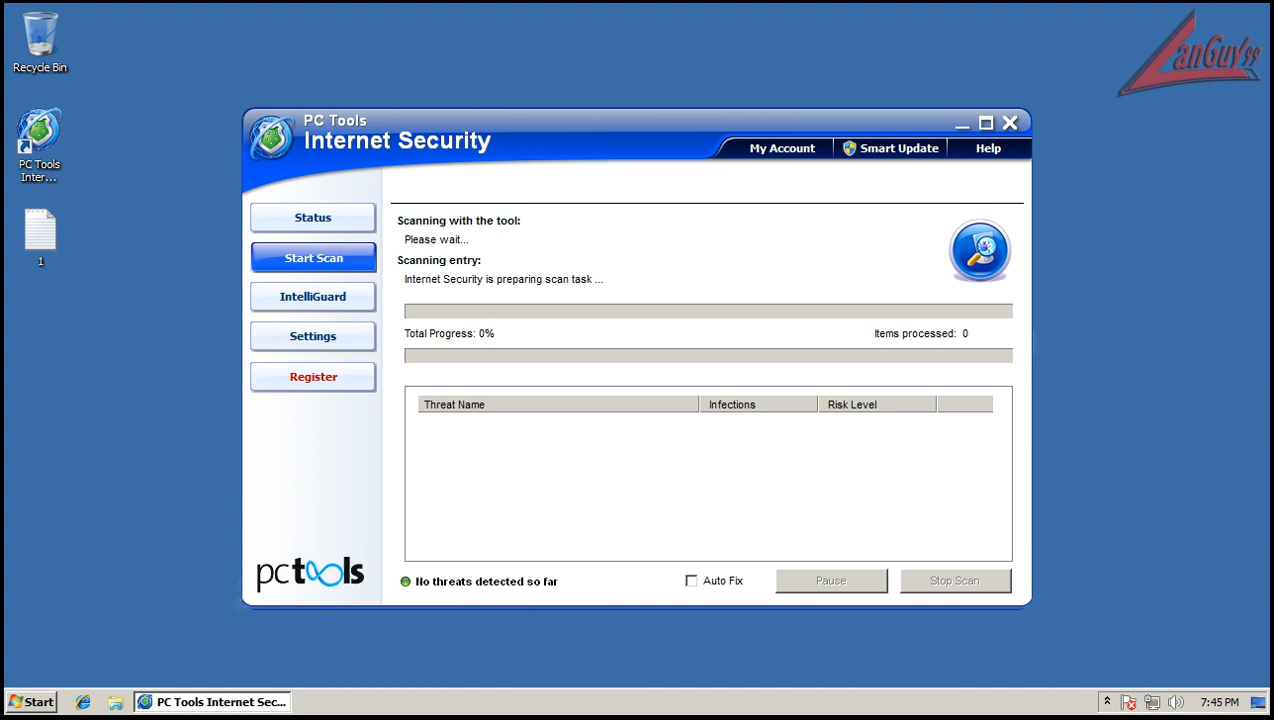 LanGuy99
Recycle Bin
PC Tools
Inter...
1
PC Tools
Internet Security
My Account
Smart Update
Help
Status
Start Scan
IntelliGuard
Settings
Register
Scanning with the tool:
Please wait...
Scanning entry:
Internet Security is preparing scan task ...
Total Progress: 0%
Items processed: 0
Threat Name
Infections
Risk Level
pctools
No threats detected so far
Auto Fix
Pause
Stop Scan
Start
PC Tools Internet Sec...
7:45 PM